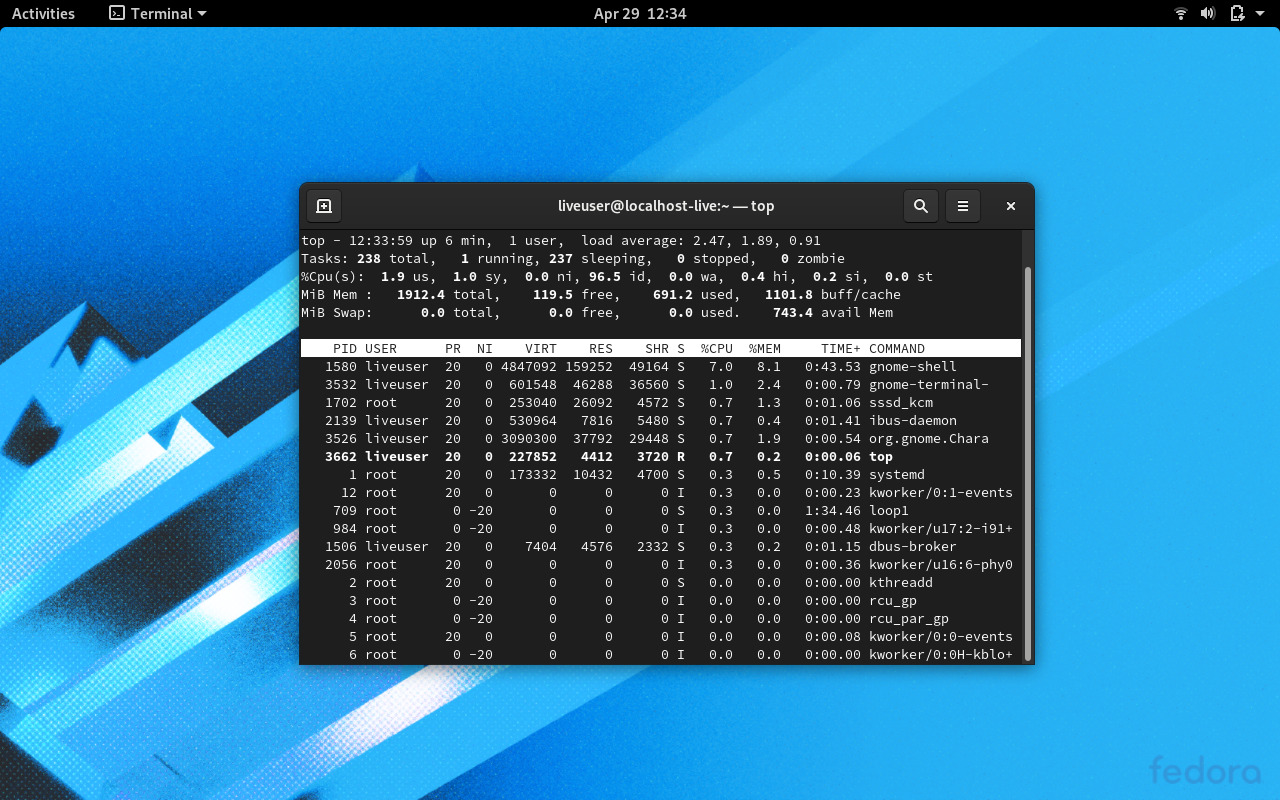 Activities Terminal Apr 29 12:34
liveuser@localhost-live:~ — top
top - 12:33:59 up 6 min,  1 user,  load average: 2.47, 1.89, 0.91
Tasks: 238 total,   1 running, 237 sleeping,   0 stopped,   0 zombie
%Cpu(s):  1.9 us,  1.0 sy,  0.0 ni, 96.5 id,  0.0 wa,  0.4 hi,  0.2 si,  0.0 st
MiB Mem :   1912.4 total,    119.5 free,    691.2 used,   1101.8 buff/cache
MiB Swap:      0.0 total,      0.0 free,      0.0 used.    743.4 avail Mem
PID USER      PR  NI    VIRT    RES    SHR S  %CPU  %MEM     TIME+ COMMAND
1580 liveuser  20   0 4847092 159252  49164 S   7.0   8.1   0:43.53 gnome-shell
3532 liveuser  20   0  601548  46288  36560 S   1.0   2.4   0:00.79 gnome-terminal-
1702 root      20   0  253040  26092   4572 S   0.7   1.3   0:01.06 sssd_kcm
2139 liveuser  20   0  530964   7816   5480 S   0.7   0.4   0:01.41 ibus-daemon
3526 liveuser  20   0 3090300  37792  29448 S   0.7   1.9   0:00.54 org.gnome.Chara
3662 liveuser  20   0  227852   4412   3720 R   0.7   0.2   0:00.06 top
1 root      20   0  173332  10432   4700 S   0.3   0.5   0:10.39 systemd
12 root      20   0       0      0      0 I   0.3   0.0   0:00.23 kworker/0:1-events
709 root       0 -20       0      0      0 S   0.3   0.0   1:34.46 loop1
984 root       0 -20       0      0      0 I   0.3   0.0   0:00.48 kworker/u17:2-i91+
1506 liveuser  20   0    7404   4576   2332 S   0.3   0.2   0:01.15 dbus-broker
2056 root      20   0       0      0      0 I   0.3   0.0   0:00.36 kworker/u16:6-phy0
2 root      20   0       0      0      0 S   0.0   0.0   0:00.00 kthreadd
3 root       0 -20       0      0      0 I   0.0   0.0   0:00.00 rcu_gp
4 root       0 -20       0      0      0 I   0.0   0.0   0:00.00 rcu_par_gp
5 root      20   0       0      0      0 I   0.0   0.0   0:00.08 kworker/0:0-events
6 root       0 -20       0      0      0 I   0.0   0.0   0:00.00 kworker/0:0H-kblo+
fedora